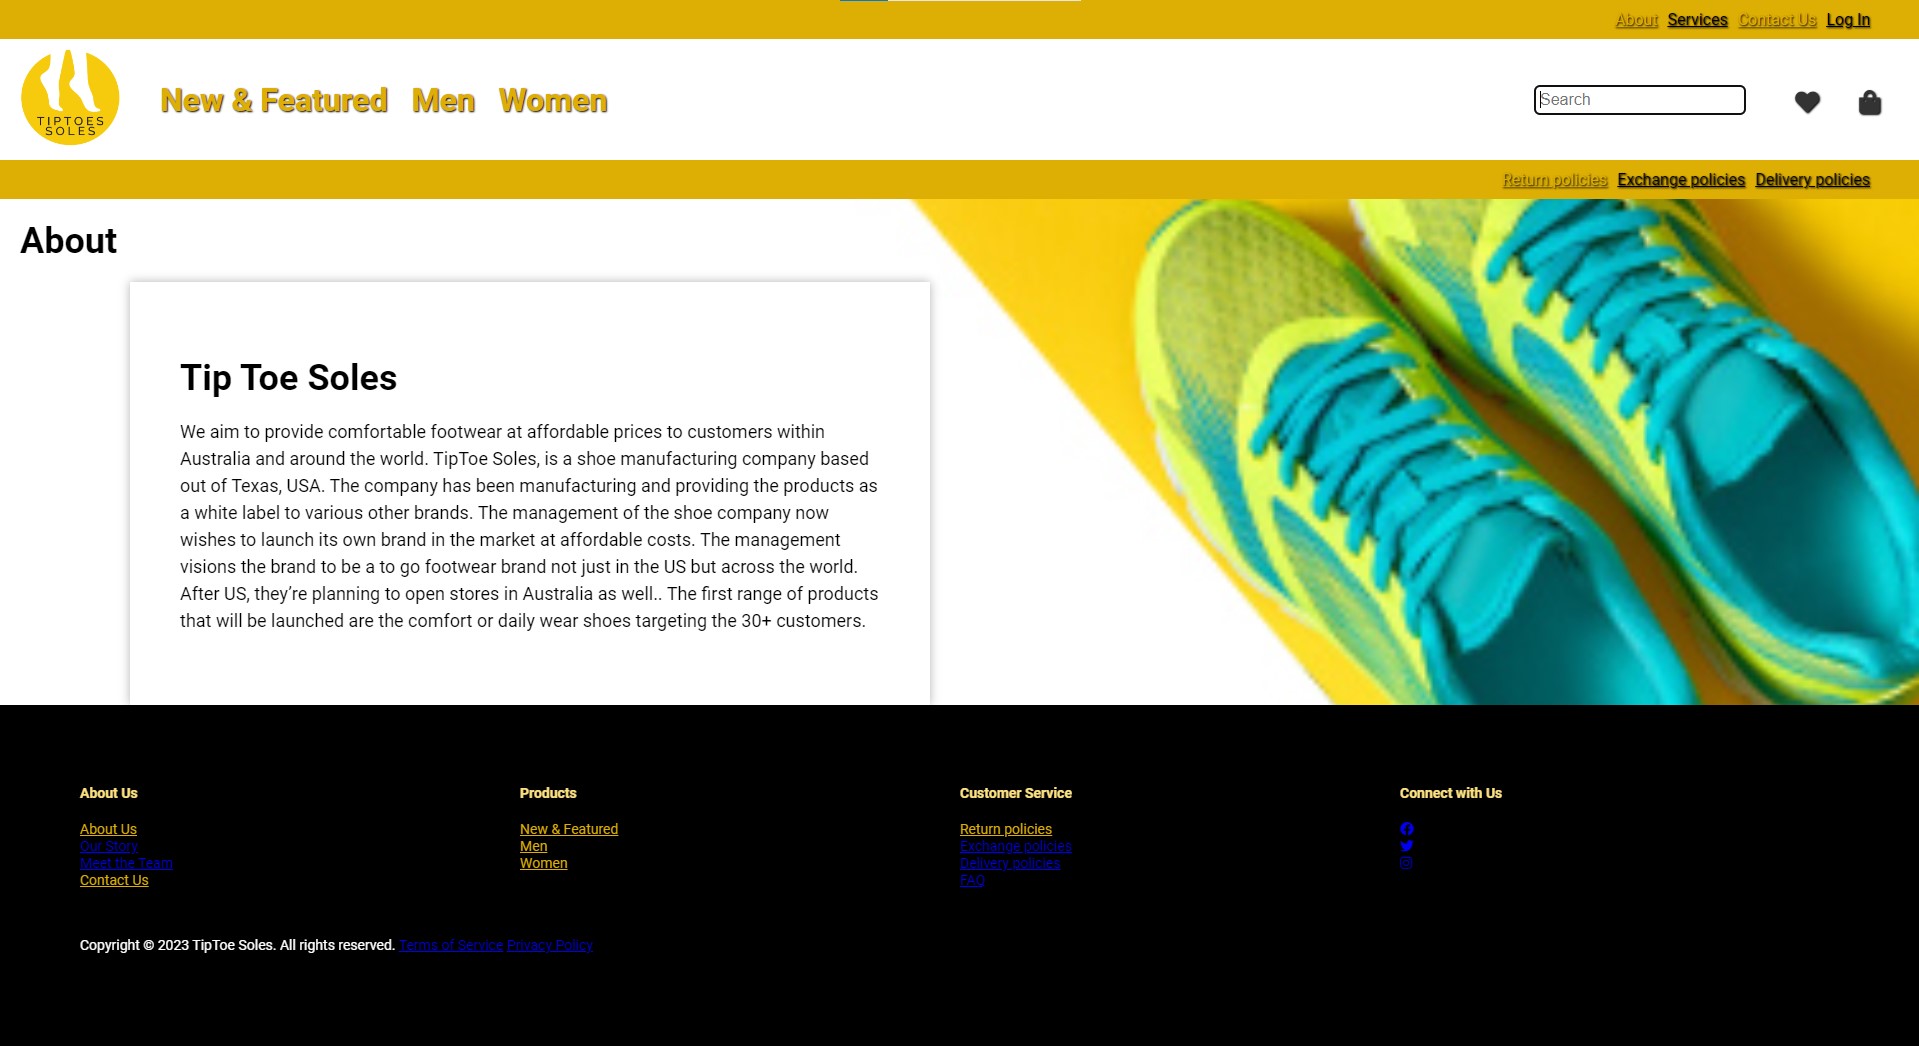 About Services Contact Us Log In
TIPTOES
SOLES
New & Featured Men Women
Search
Return policies Exchange policies Delivery policies
About
Tip Toe Soles
We aim to provide comfortable footwear at affordable prices to customers within
Australia and around the world. TipToe Soles, is a shoe manufacturing company based
out of Texas, USA. The company has been manufacturing and providing the products as
a white label to various other brands. The management of the shoe company now
wishes to launch its own brand in the market at affordable costs. The management
visions the brand to be a to go footwear brand not just in the US but across the world.
After US, they’re planning to open stores in Australia as well.. The first range of products
that will be launched are the comfort or daily wear shoes targeting the 30+ customers.
About Us
About Us
Our Story
Meet the Team
Contact Us
Products
New & Featured
Men
Women
Customer Service
Return policies
Exchange policies
Delivery policies
FAQ
Connect with Us
Copyright © 2023 TipToe Soles. All rights reserved. Terms of Service Privacy Policy